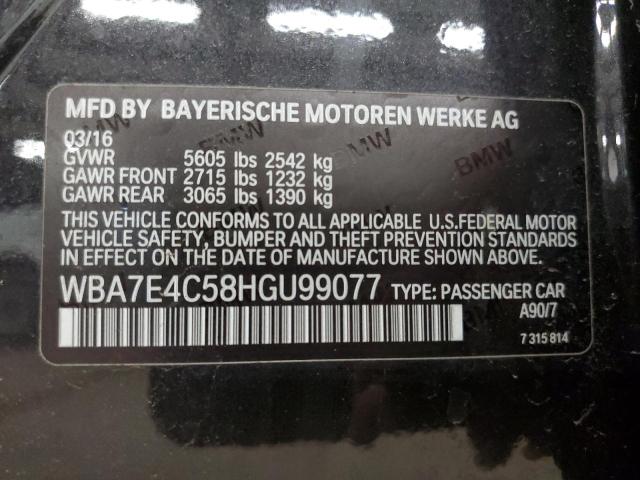 MFD BY BAYERISCHE MOTOREN WERKE AG
03/16
GVWR 5605 lbs 2542 kg
GAWR FRONT 2715 lbs 1232 kg
GAWR REAR 3065 lbs 1390 kg
THIS VEHICLE CONFORMS TO ALL APPLICABLE U.S.FEDERAL MOTOR
VEHICLE SAFETY, BUMPER AND THEFT PREVENTION STANDARDS
IN EFFECT ON THE DATE OF MANUFACTURE SHOWN ABOVE.
WBA7E4C58HGU99077 TYPE: PASSENGER CAR
A90/7
7 315 814
BMW
BMW